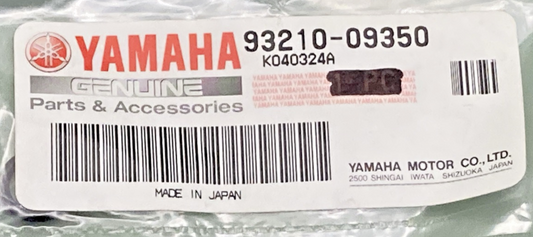 YAMAHA 93210-09350
K040324A
GENUINE
Parts & Accessories
1 PC
MADE IN JAPAN
YAMAHA MOTOR CO., LTD.
2500 SHINGAI IWATA SHIZUOKA JAPAN